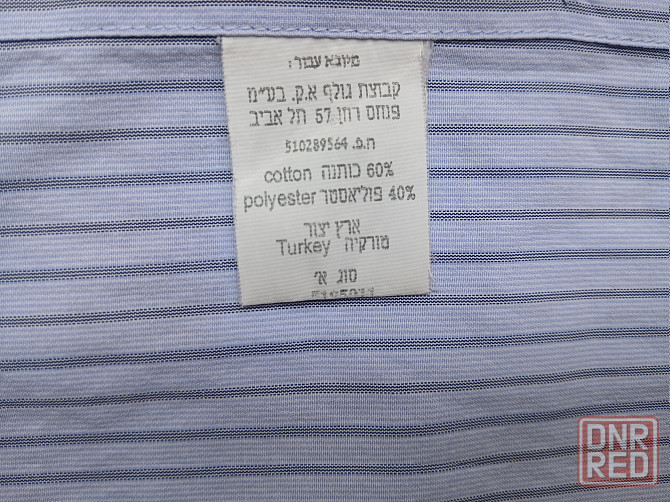 מיובא עבור:
קבוצת גולף א.ק. בע״מ
פנחס רוזן 57 תל אביב
ח.פ. 510289564
60% כותנה cotton
40% פוליאסטר polyester
ארץ יצור
טורקיה Turkey
סוג א׳
DNR
RED